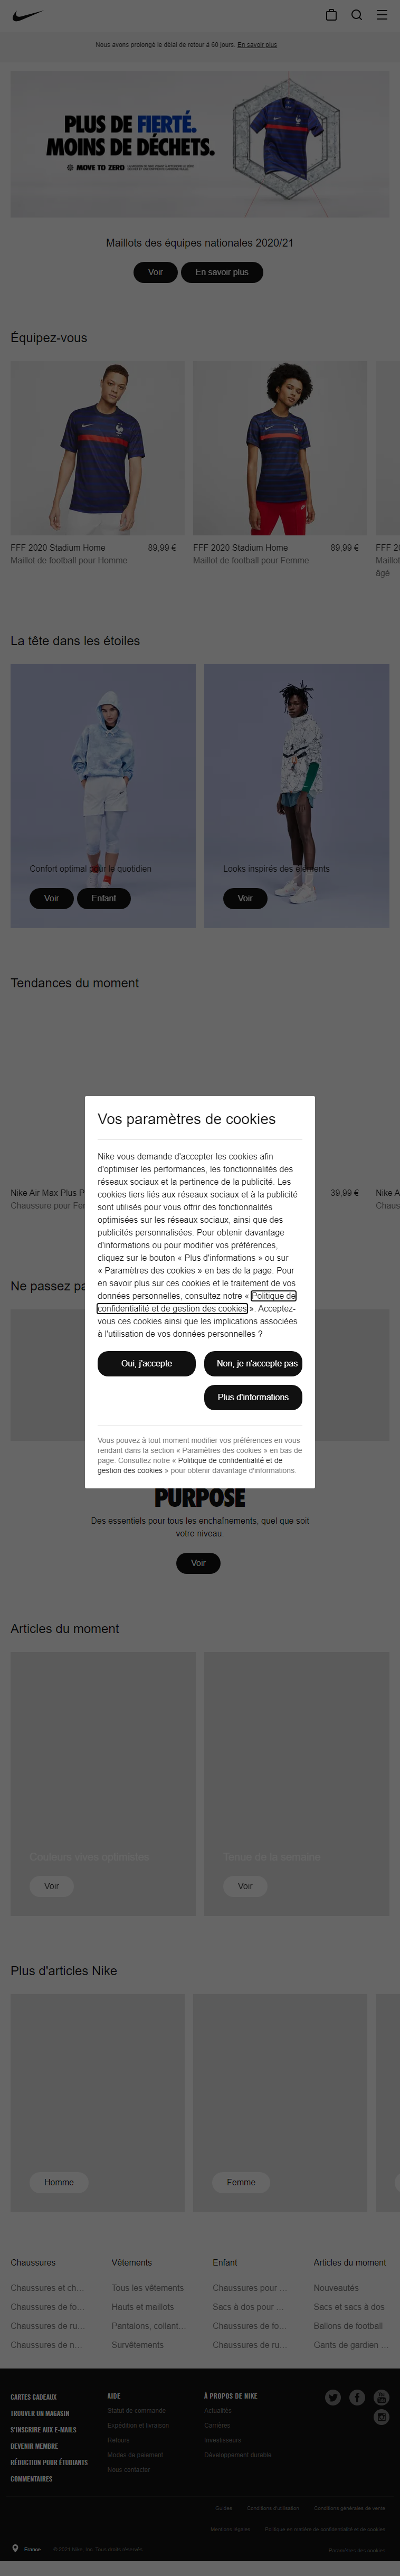 Nous avons prolongé le délai de retour à 60 jours. En savoir plus
PLUS DE FIERTÉ.
MOINS DE DÉCHETS.
MOVE TO ZERO
Maillots des équipes nationales 2020/21
Voir
En savoir plus
Équipez-vous
FFF 2020 Stadium Home 89,99 €
Maillot de football pour Homme
FFF 2020 Stadium Home 89,99 €
Maillot de football pour Femme
FFF 20
Maillot
âgé
La tête dans les étoiles
Confort optimal pour le quotidien
Voir
Enfant
Looks inspirés des éléments
Voir
Tendances du moment
Nike Air Max Plus P
Chaussure pour Fe
39,99 €
Nike A
Chaus
Ne passez pa
Vos paramètres de cookies
Nike vous demande d'accepter les cookies afin
d'optimiser les performances, les fonctionnalités des
réseaux sociaux et la pertinence de la publicité. Les
cookies tiers liés aux réseaux sociaux et à la publicité
sont utilisés pour vous offrir des fonctionnalités
optimisées sur les réseaux sociaux, ainsi que des
publicités personnalisées. Pour obtenir davantage
d'informations ou pour modifier vos préférences,
cliquez sur le bouton « Plus d'informations » ou sur
« Paramètres des cookies » en bas de la page. Pour
en savoir plus sur ces cookies et le traitement de vos
données personnelles, consultez notre « Politique de
confidentialité et de gestion des cookies ». Acceptez-
vous ces cookies ainsi que les implications associées
à l'utilisation de vos données personnelles ?
Oui, j'accepte
Non, je n'accepte pas
Plus d'informations
Vous pouvez à tout moment modifier vos préférences en vous
rendant dans la section « Paramètres des cookies » en bas de
page. Consultez notre « Politique de confidentialité et de
gestion des cookies » pour obtenir davantage d'informations.
PURPOSE
Des essentiels pour tous les enchaînements, quel que soit
votre niveau.
Voir
Articles du moment
Couleurs vives optimistes
Voir
Tenue de la semaine
Voir
Plus d'articles Nike
Homme
Femme
Chaussures
Chaussures et ch...
Chaussures de fo...
Chaussures de ru...
Chaussures de n...
Vêtements
Tous les vêtements
Hauts et maillots
Pantalons, collant...
Survêtements
Enfant
Chaussures pour ...
Sacs à dos pour ...
Chaussures de fo...
Chaussures de ru...
Articles du moment
Nouveautés
Sacs et sacs à dos
Ballons de football
Gants de gardien ...
CARTES CADEAUX
TROUVER UN MAGASIN
S'INSCRIRE AUX E-MAILS
DEVENIR MEMBRE
RÉDUCTION POUR ÉTUDIANTS
COMMENTAIRES
AIDE
Statut de commande
Expédition et livraison
Retours
Modes de paiement
Nous contacter
À PROPOS DE NIKE
Actualités
Carrières
Investisseurs
Développement durable
Guides
Conditions d'utilisation
Conditions générales de vente
Mentions légales
Politique en matière de confidentialité et de cookies
France
© 2021 Nike, Inc. Tous droits réservés
Paramètres des cookies